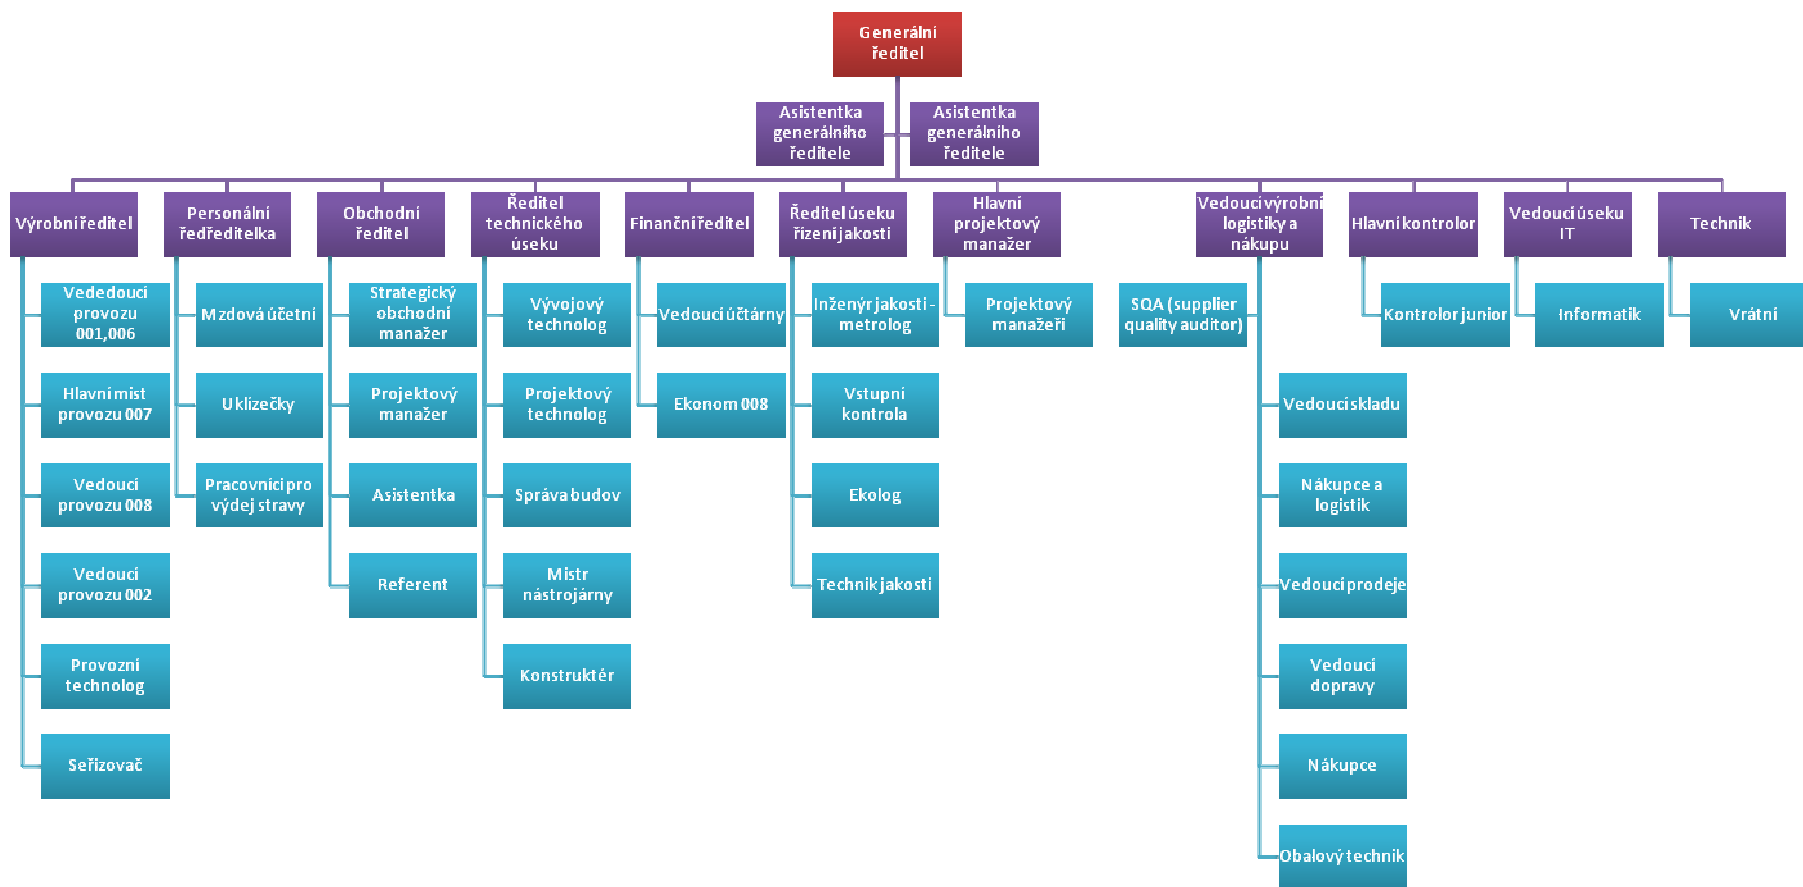 Generální
ředitel
Asistentka
generálního
ředitele
Asistentka
generálního
ředitele
Výrobní ředitel
Personální
ředředitelka
Obchodní
ředitel
Ředitel
technického
úseku
Finanční ředitel
Ředitel úseku
řízení jakosti
Hlavní
projektový
manažer
Vedoucí výrobní
logistiky a
nákupu
Hlavní kontrolor
Vedoucí úseku
IT
Technik
Vededoucí
provozu
001,006
Hlavní mist
provozu 007
Vedoucí
provozu 008
Vedoucí
provozu 002
Provozní
technolog
Seřizovač
Mzdová účetní
Uklizečky
Pracovníci pro
výdej stravy
Strategický
obchodní
manažer
Projektový
manažer
Asistentka
Referent
Vývojový
technolog
Projektový
technolog
Správa budov
Mistr
nástrojárny
Konstruktér
Vedoucí účtárny
Ekonom 008
Inženýr jakosti -
metrolog
Vstupní
kontrola
Ekolog
Technik jakosti
Projektový
manažeři
SQA (supplier
quality auditor)
Vedoucí skladu
Nákupce a
logistik
Vedoucí prodeje
Vedoucí
dopravy
Nákupce
Obalový technik
Kontrolor junior
Informatik
Vrátní